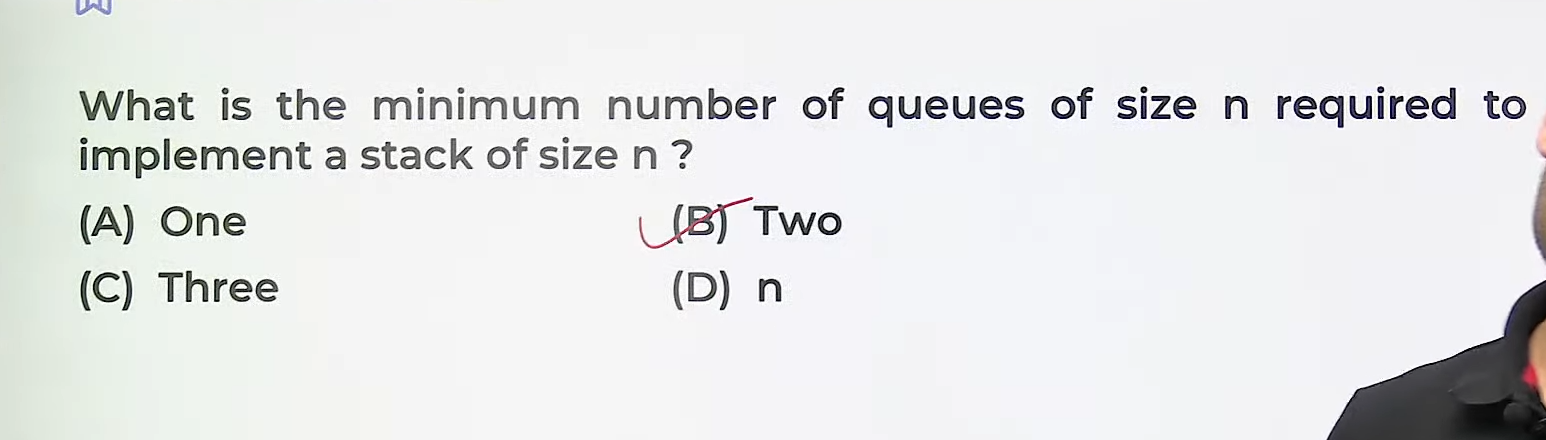 What is the minimum number of queues of size n required to
implement a stack of size n ?
(A) One (B) Two
(C) Three (D) n